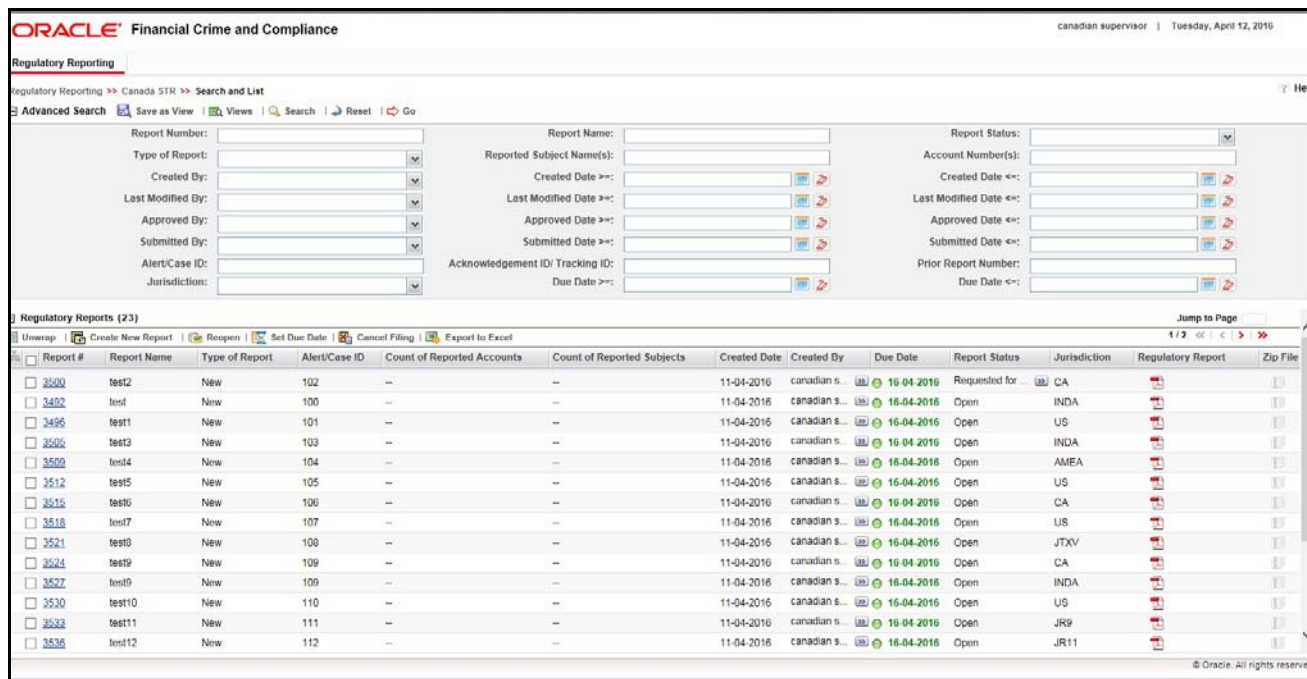 ORACLE Financial Crime and Compliance
canadian supervisor | Tuesday, April 12, 2016
Regulatory Reporting
Regulatory Reporting >> Canada STR >> Search and List
He
Advanced Search Save as View | Views | Search | Reset | Go
Report Number: Report Name: Report Status:
Type of Report: Reported Subject Name(s): Account Number(s):
Created By: Created Date >=: Created Date <=:
Last Modified By: Last Modified Date >=: Last Modified Date <=:
Approved By: Approved Date >=: Approved Date <=:
Submitted By: Submitted Date >=: Submitted Date <=:
Alert/Case ID: Acknowledgement ID/ Tracking ID: Prior Report Number:
Jurisdiction: Due Date >=: Due Date <=:
Regulatory Reports (23) Jump to Page
Unwrap | Create New Report | Reopen | Set Due Date | Cancel Filing | Export to Excel 1/2
Report # Report Name Type of Report Alert/Case ID Count of Reported Accounts Count of Reported Subjects Created Date Created By Due Date Report Status Jurisdiction Regulatory Report Zip File
3500 test2 New 102 -- -- 11-04-2016 canadian s... 16-04-2016 Requested for ... CA
3492 test New 100 -- -- 11-04-2016 canadian s... 16-04-2016 Open INDA
3496 test1 New 101 -- -- 11-04-2016 canadian s... 16-04-2016 Open US
3505 test3 New 103 -- -- 11-04-2016 canadian s... 16-04-2016 Open INDA
3509 test4 New 104 -- -- 11-04-2016 canadian s... 16-04-2016 Open AMEA
3512 test5 New 105 -- -- 11-04-2016 canadian s... 16-04-2016 Open US
3515 test6 New 106 -- -- 11-04-2016 canadian s... 16-04-2016 Open CA
3518 test7 New 107 -- -- 11-04-2016 canadian s... 16-04-2016 Open US
3521 test8 New 108 -- -- 11-04-2016 canadian s... 16-04-2016 Open JTXV
3524 test9 New 109 -- -- 11-04-2016 canadian s... 16-04-2016 Open CA
3527 test9 New 109 -- -- 11-04-2016 canadian s... 16-04-2016 Open INDA
3530 test10 New 110 -- -- 11-04-2016 canadian s... 16-04-2016 Open US
3533 test11 New 111 -- -- 11-04-2016 canadian s... 16-04-2016 Open JR9
3536 test12 New 112 -- -- 11-04-2016 canadian s... 16-04-2016 Open JR11
© Oracle. All rights reserve